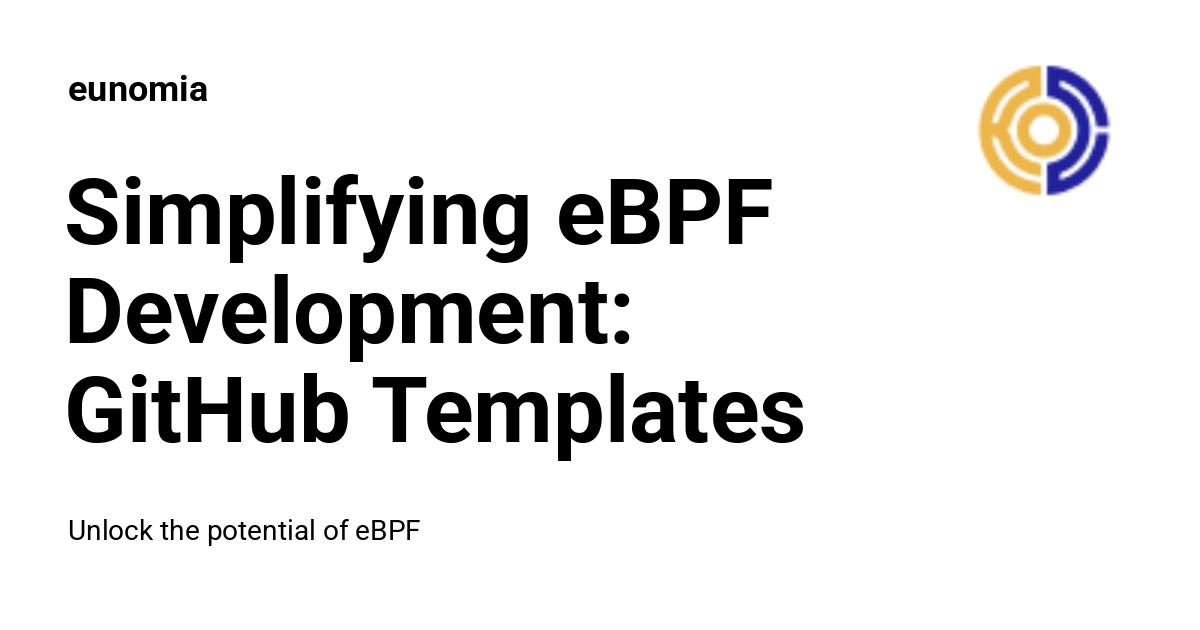 eunomia
Simplifying eBPF
Development:
GitHub Templates
Unlock the potential of eBPF